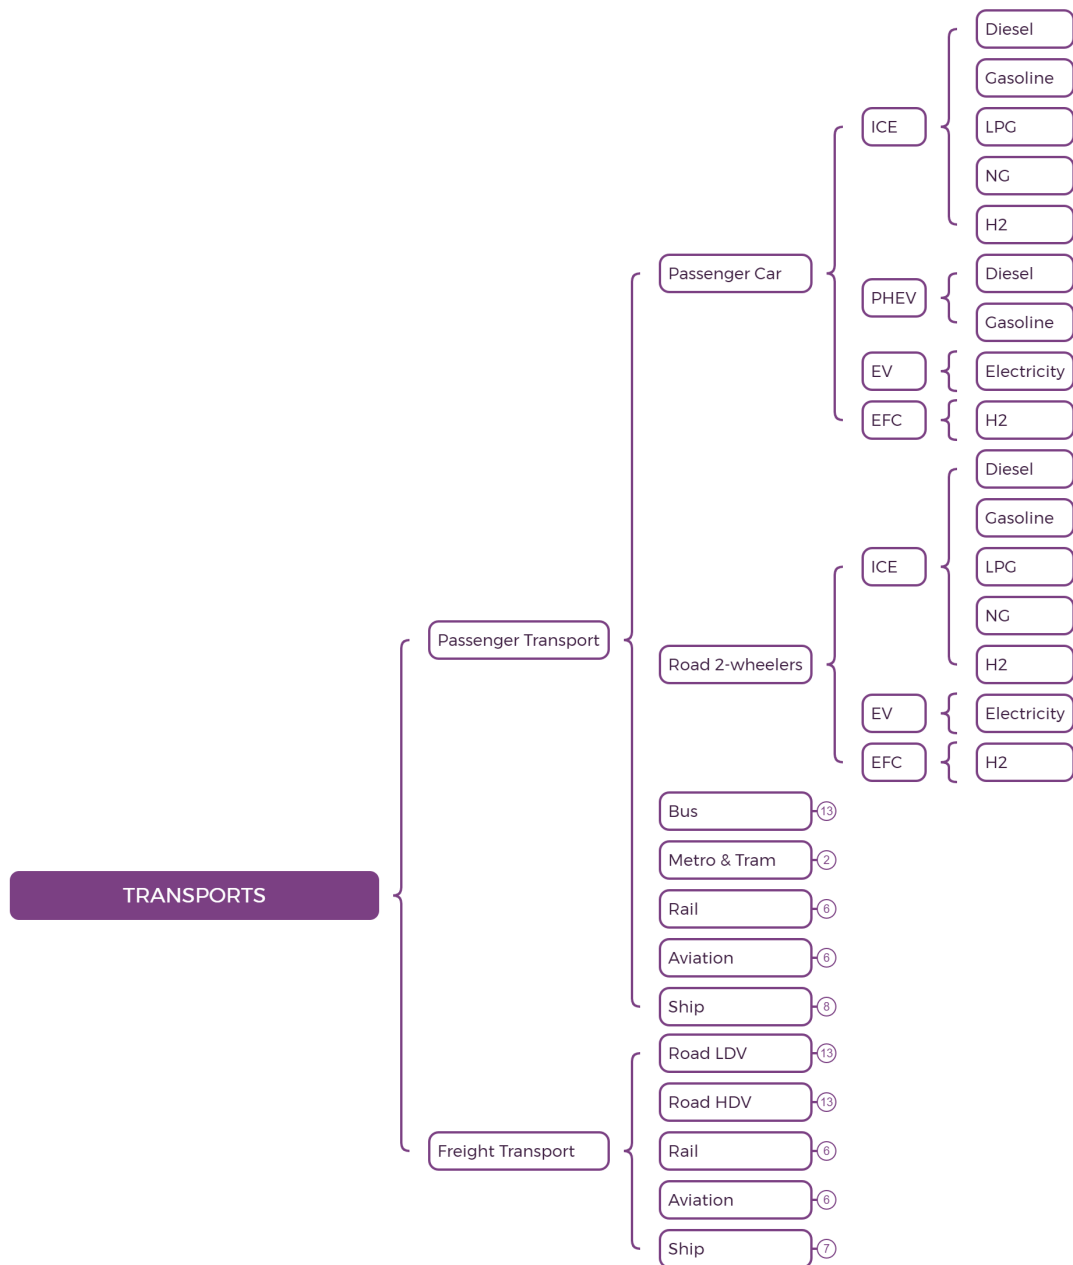 TRANSPORTS
Passenger Transport
Passenger Car
ICE
Diesel
Gasoline
LPG
NG
H2
PHEV
Diesel
Gasoline
EV
Electricity
EFC
H2
Road 2-wheelers
ICE
Diesel
Gasoline
LPG
NG
H2
EV
Electricity
EFC
H2
Bus 13
Metro & Tram 2
Rail 6
Aviation 6
Ship 8
Freight Transport
Road LDV 13
Road HDV 13
Rail 6
Aviation 6
Ship 7